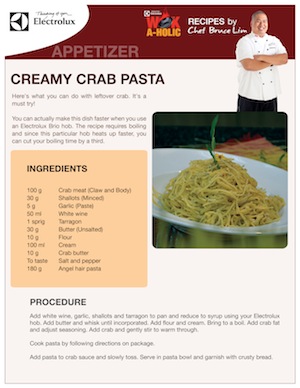 Thinking of you
Electrolux
WOK
A-HOLIC
RECIPES by
Chef Bruce Lim
APPETIZER
CREAMY CRAB PASTA
Here's what you can do with leftover crab. It's a
must try!
You can actually make this dish faster when you use
an Electrolux Brio hob. The recipe requires boiling
and since this particular hob heats up faster, you
can cut your boiling time by a third.
INGREDIENTS
100 g Crab meat (Claw and Body)
30 g Shallots (Minced)
5 g Garlic (Paste)
50 ml White wine
1 sprig Tarragon
30 g Butter (Unsalted)
10 g Flour
100 ml Cream
10 g Crab butter
To taste Salt and pepper
180 g Angel hair pasta
PROCEDURE
Add white wine, garlic, shallots and tarragon to pan and reduce to syrup using your Electrolux
hob. Add butter and whisk until incorporated. Add flour and cream. Bring to a boil. Add crab fat
and adjust seasoning. Add crab and gently stir to warm through.
Cook pasta by following directions on package.
Add pasta to crab sauce and slowly toss. Serve in pasta bowl and garnish with crusty bread.